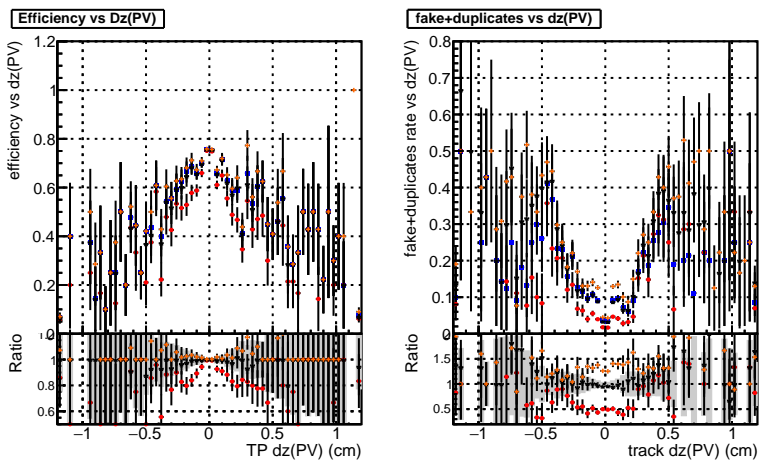 Efficiency vs Dz(PV)
efficiency vs dz(PV)
1.2
1
0.8
0.6
0.4
0.2
0
Ratio
1
0.8
0.6
−1 −0.5 0 0.5 1
TP dz(PV) (cm)
fake+duplicates vs dz(PV)
fake+duplicates rate vs dz(PV)
0.8
0.7
0.6
0.5
0.4
0.3
0.2
0.1
0
Ratio
1.5
1
0.5
−1 −0.5 0 0.5 1
track dz(PV) (cm)